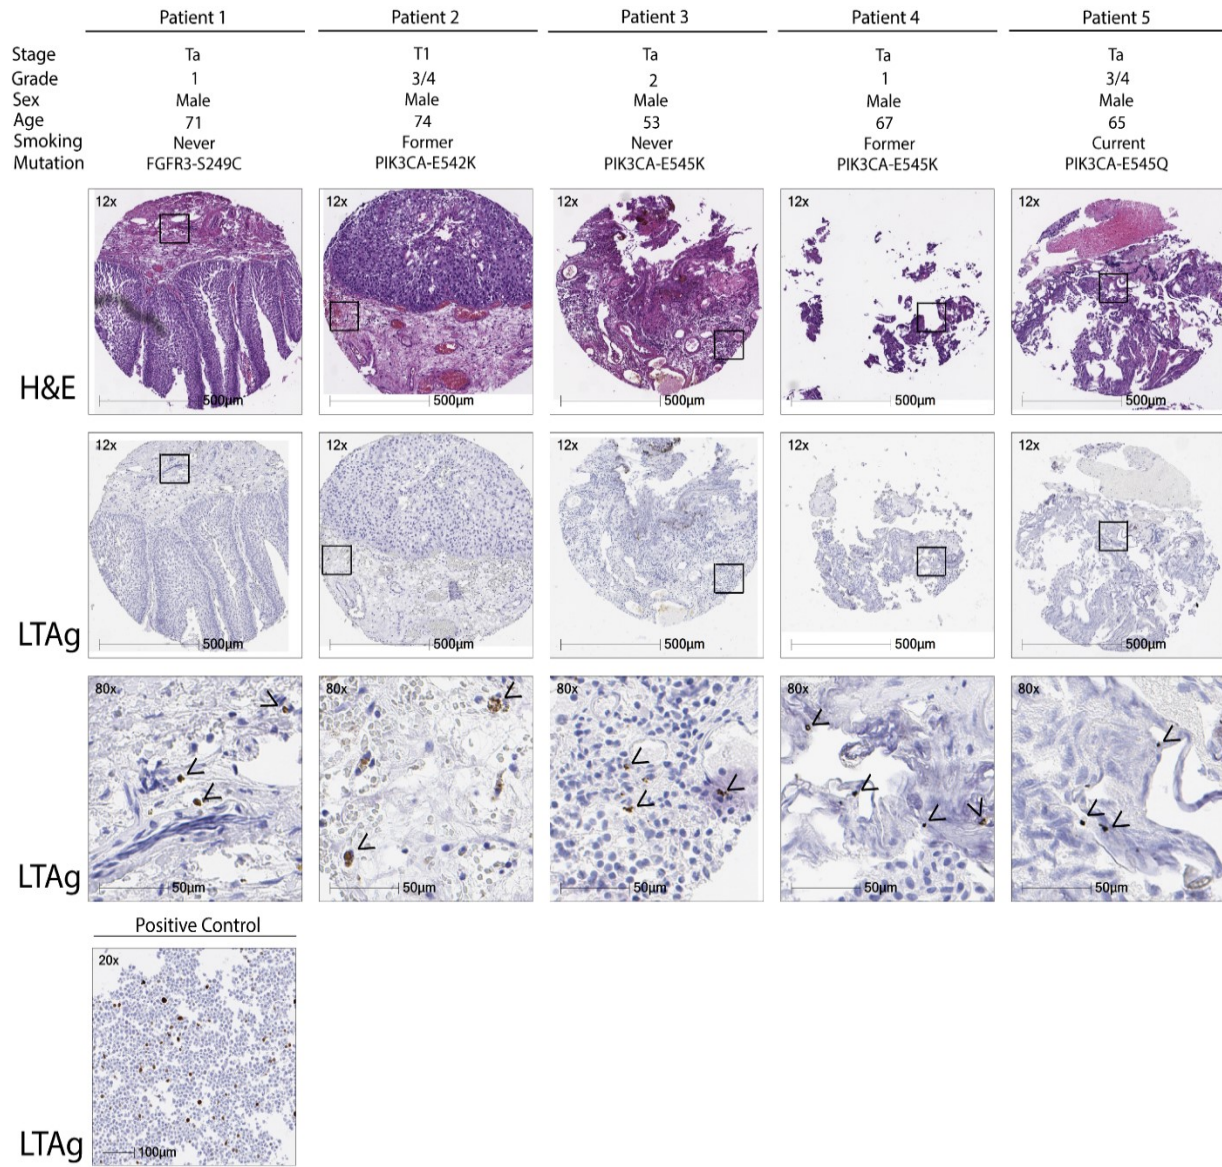 Patient 1 Patient 2 Patient 3 Patient 4 Patient 5
Stage Ta T1 Ta Ta Ta
Grade 1 3/4 2 1 3/4
Sex Male Male Male Male Male
Age 71 74 53 67 65
Smoking Never Former Never Former Current
Mutation FGFR3-S249C PIK3CA-E542K PIK3CA-E545K PIK3CA-E545K PIK3CA-E545Q
12x 12x 12x 12x 12x
H&E
500µm 500µm 500µm 500µm 500µm
12x 12x 12x 12x 12x
LTAg
500µm 500µm 500µm 500µm 500µm
80x 80x 80x 80x 80x
LTAg
50µm 50µm 50µm 50µm 50µm
Positive Control
20x
LTAg
100µm